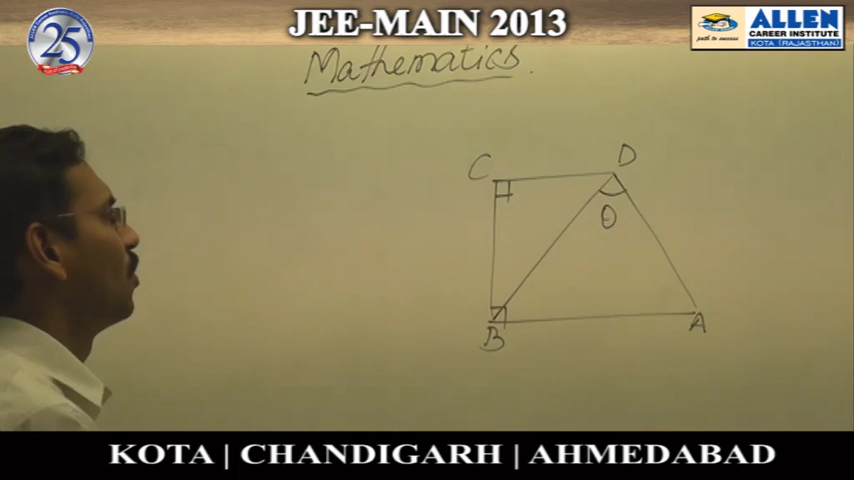 JEE-MAIN 2013
25
path to success
ALLEN
CAREER INSTITUTE
KOTA (RAJASTHAN)
Mathematics
C
D
θ
B
A
KOTA | CHANDIGARH | AHMEDABAD